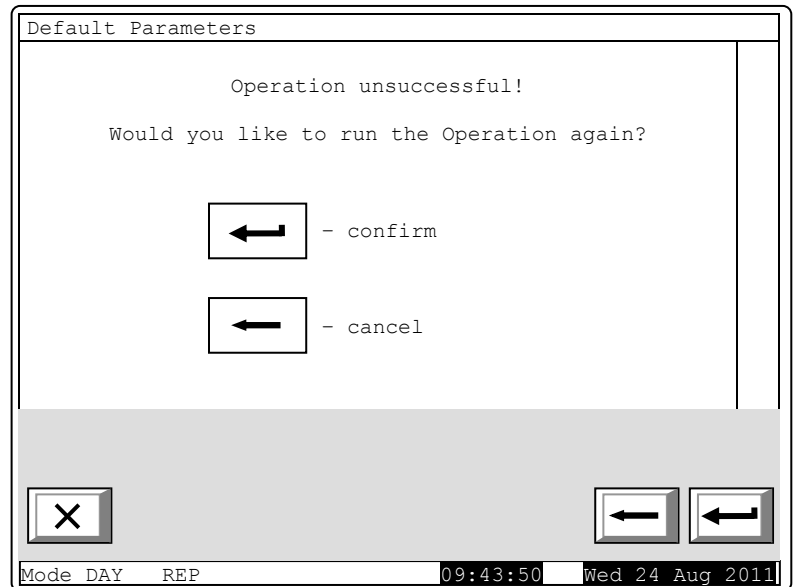 Default Parameters
Operation unsuccessful!
Would you like to run the Operation again?
- confirm
- cancel
Mode DAY REP 09:43:50 Wed 24 Aug 2011